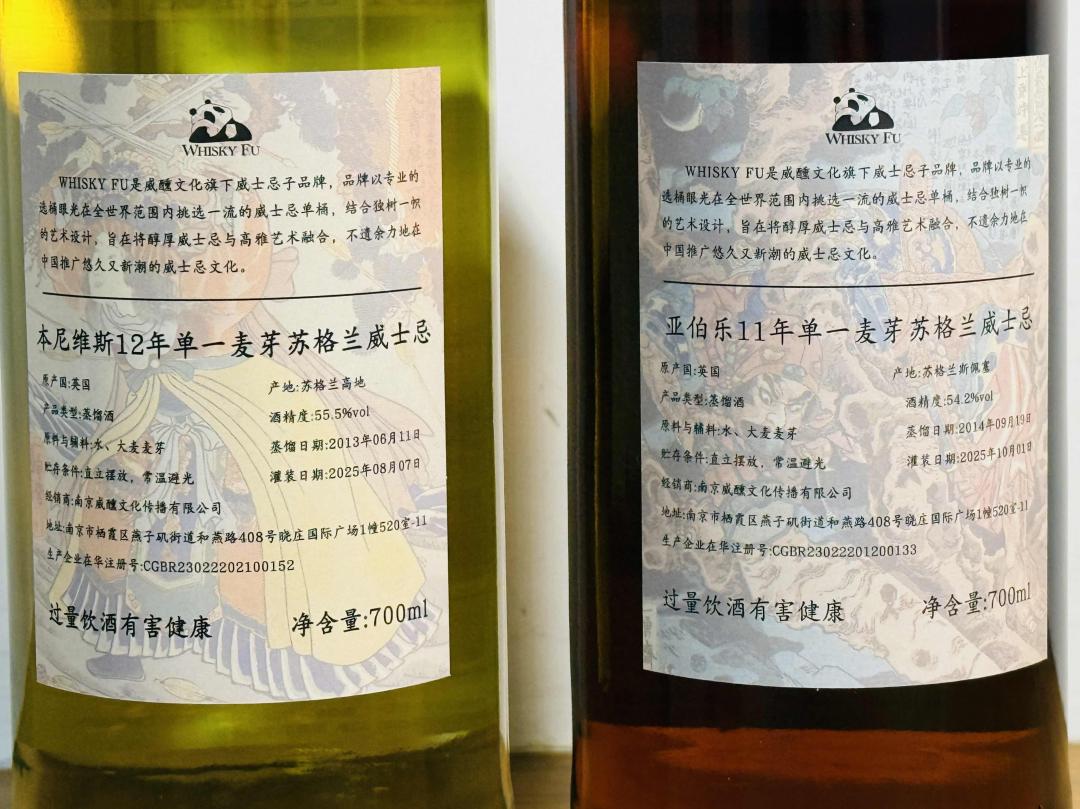 WHISKY FU
WHISKY FU是威醺文化旗下威士忌子品牌，品牌以专业的
选桶眼光在全世界范围内挑选一流的威士忌单桶，结合独树一帜
的艺术设计，旨在将醇厚威士忌与高雅艺术融合，不遗余力地在
中国推广悠久又新潮的威士忌文化。
本尼维斯12年单一麦芽苏格兰威士忌
原产国:英国 产地:苏格兰高地
产品类型:蒸馏酒 酒精度:55.5%vol
原料与辅料:水、大麦麦芽 蒸馏日期:2013年06月11日
贮存条件:直立摆放，常温避光 灌装日期:2025年08月07日
经销商:南京威醺文化传播有限公司
地址:南京市栖霞区燕子矶街道和燕路408号晓庄国际广场1幢520室-11
生产企业在华注册号:CGBR23022202100152
过量饮酒有害健康 净含量:700ml
WHISKY FU
WHISKY FU是威醺文化旗下威士忌子品牌，品牌以专业的
选桶眼光在全世界范围内挑选一流的威士忌单桶，结合独树一帜
的艺术设计，旨在将醇厚威士忌与高雅艺术融合，不遗余力地在
中国推广悠久又新潮的威士忌文化。
亚伯乐11年单一麦芽苏格兰威士忌
原产国:英国 产地:苏格兰斯佩塞
产品类型:蒸馏酒 酒精度:54.2%vol
原料与辅料:水、大麦麦芽 蒸馏日期:2014年09月19日
贮存条件:直立摆放，常温避光 灌装日期:2025年10月01日
经销商:南京威醺文化传播有限公司
地址:南京市栖霞区燕子矶街道和燕路408号晓庄国际广场1幢520室-11
生产企业在华注册号:CGBR23022201200133
过量饮酒有害健康 净含量:700ml